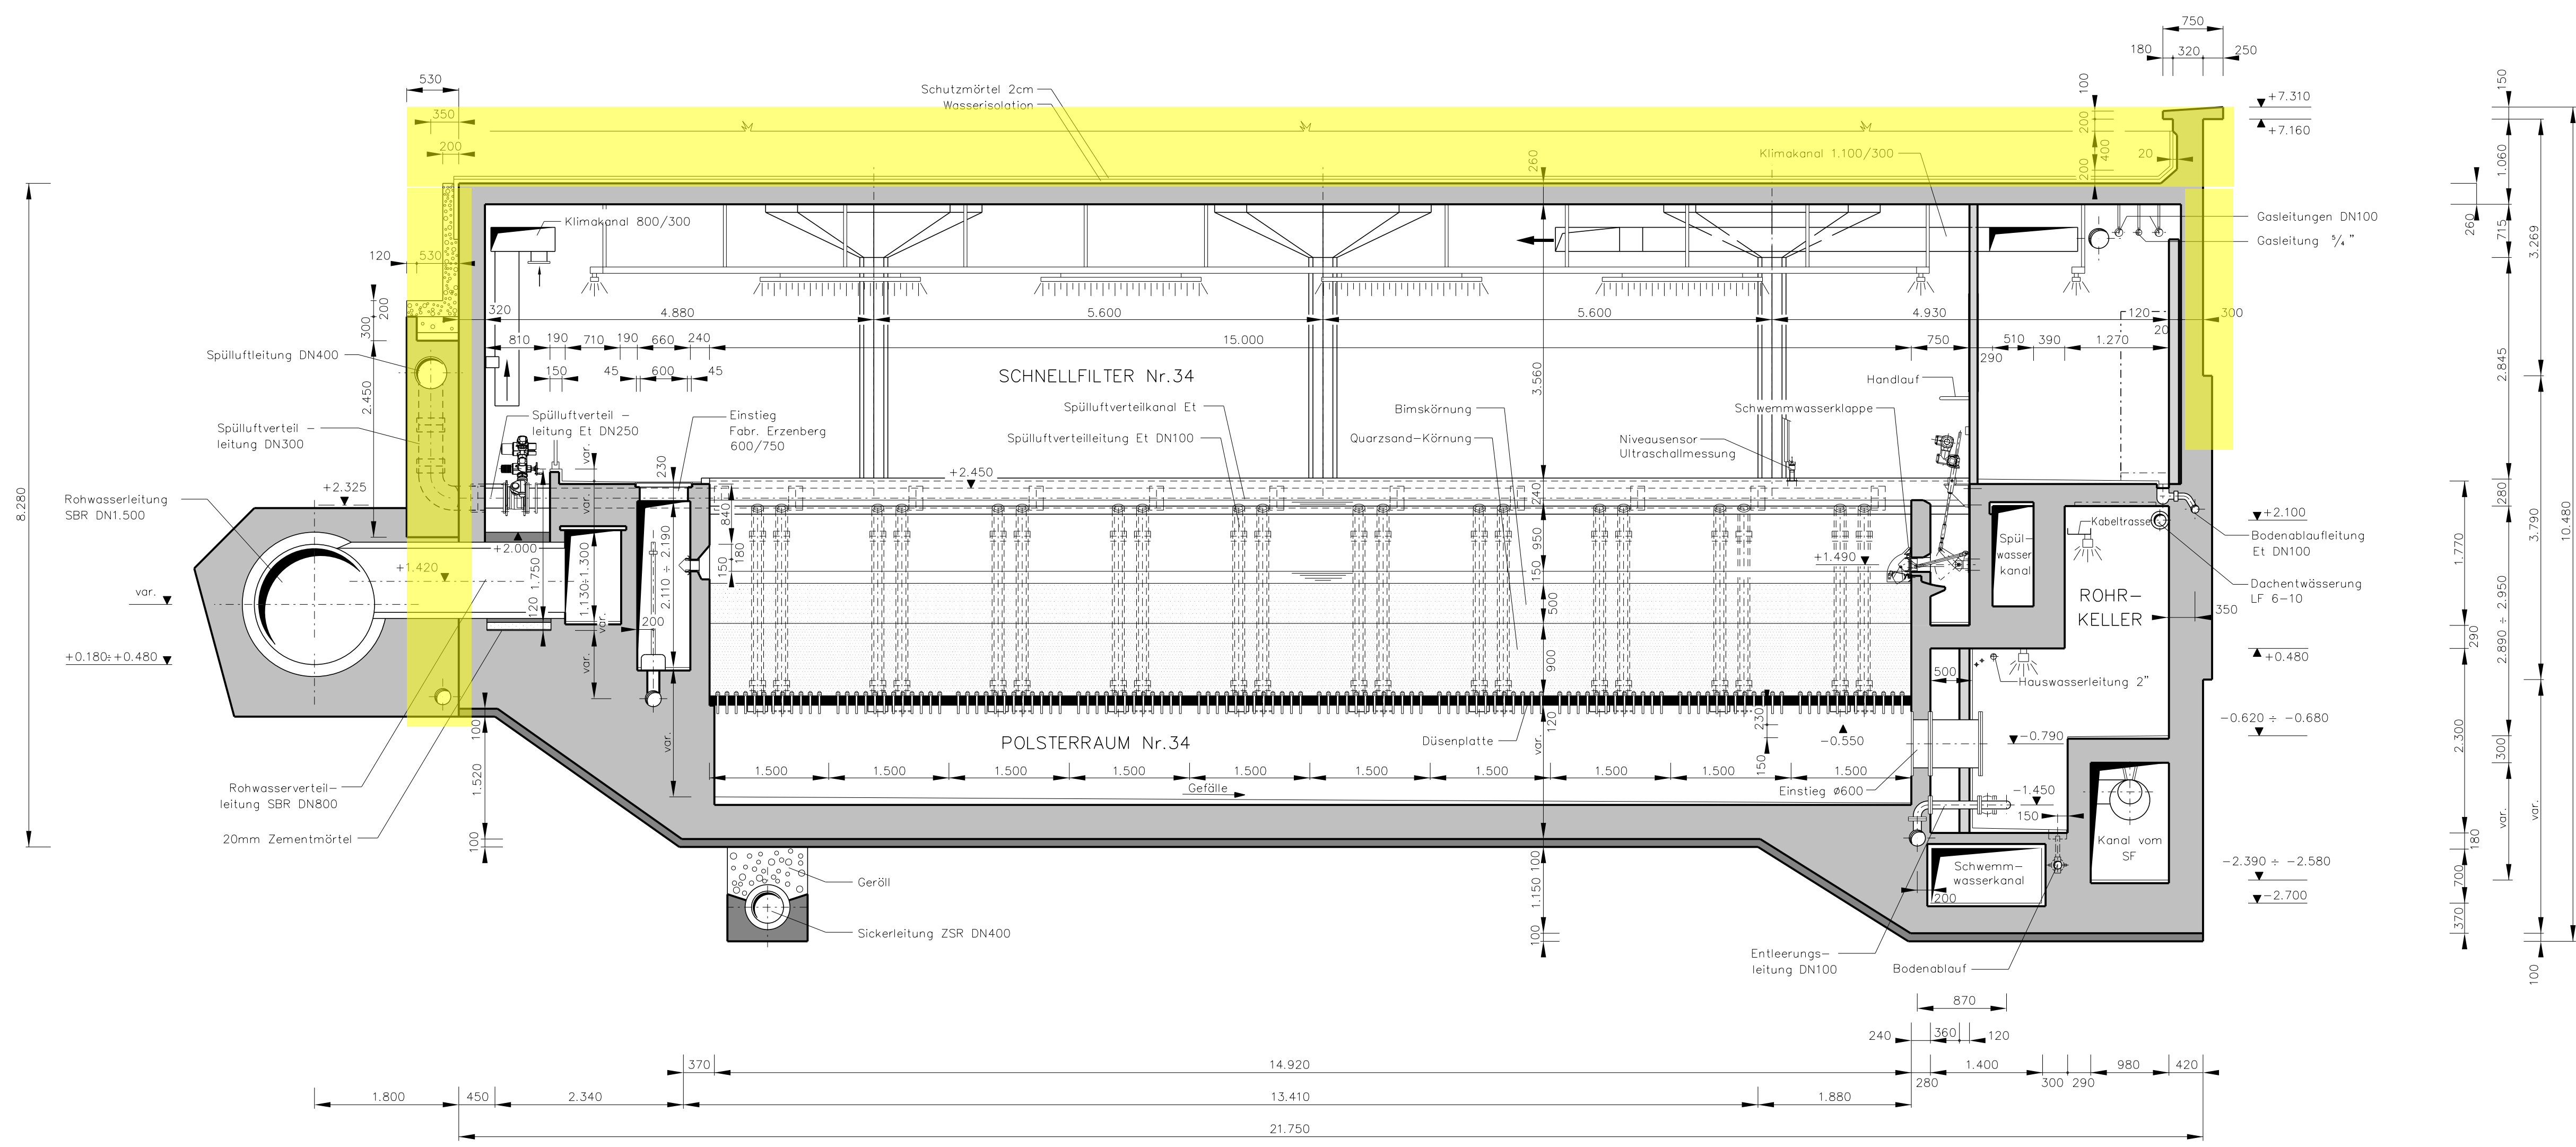 750
180 320 250
530
Schutzmörtel 2cm
Wasserisolation
100
150
+7.310
350
200
+7.160
200
Klimakanal 1.100/300
260
20
400
200
1.060
Klimakanal 800/300
Gasleitungen DN100
Gasleitung 5/4"
260
715
3.269
120 530
200
320
4.880
5.600
5.600
4.930
120
300
20
300
810 190 710 190 660 240
15.000
750
510 390
290
1.270
Spülluftleitung DN400
150
45 600 45
SCHNELLFILTER Nr.34
3.560
Handlauf
2.845
2.450
Spülluftverteil –
leitung Et DN250
Einstieg
Fabr. Erzenberg
600/750
Spülluftverteilkanal Et
Bimskörnung
Schwemmwasserklappe
Spülluftverteil –
leitung DN300
Spülluftverteilleitung Et DN100
Quarzsand-Körnung
Niveausensor
Ultraschallmessung
var.
230
+2.450
8.280
Rohwasserleitung
SBR DN1.500
+2.325
var.
240
280
10.480
840
+2.100
Kabeltrasse
Bodenablaufleitung
Et DN100
+2.000
Spül-
wasser
kanal
950
3.790
180
150
1.750
1.130÷1.300
2.110 ÷ 2.190
+1.420
+1.490
150
1.770
Dachentwässerung
LF 6-10
var.
120
500
ROHR-
KELLER
350
2.890 ÷ 2.950
var.
200
290
+0.180÷+0.480
var.
900
+0.480
500
Hauswasserleitung 2"
100
120
230
-0.620 ÷ -0.680
var.
POLSTERRAUM Nr.34
var.
Düsenplatte
-0.550
-0.790
150
300
2.300
1.520
1.500 1.500 1.500 1.500 1.500 1.500 1.500 1.500 1.500 1.500
Gefälle
Einstieg ø600
Rohwasserverteil-
leitung SBR DN800
-1.450
150
var.
var.
20mm Zementmörtel
100
180
Kanal vom
SF
100
Schwemm-
wasserkanal
-2.390 ÷ -2.580
Geröll
1.150
200
700
-2.700
Sickerleitung ZSR DN400
100
370
Entleerungs-
leitung DN100
Bodenablauf
100
870
240 360 120
370
14.920
1.400
980 420
280
300 290
1.800
450
2.340
13.410
1.880
21.750